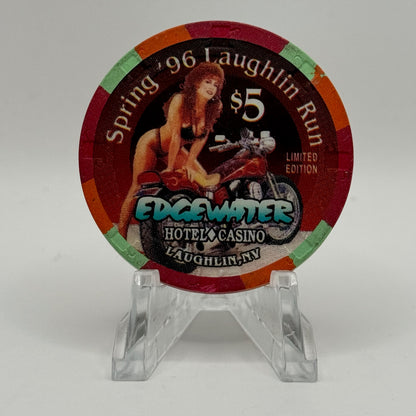 Spring '96 Laughlin Run
$5
LIMITED
EDITION
EDGEWATER
HOTEL♦CASINO
LAUGHLIN, NV